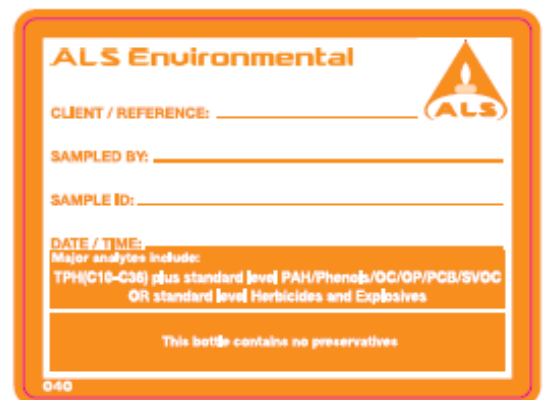 ALS Environmental
ALS
CLIENT / REFERENCE:
SAMPLED BY:
SAMPLE ID:
DATE / TIME:
Major analytes include:
TPH(C10-C36) plus standard level PAH/Phenols/OC/OP/PCB/SVOC
OR standard level Herbicides and Explosives
This bottle contains no preservatives
040